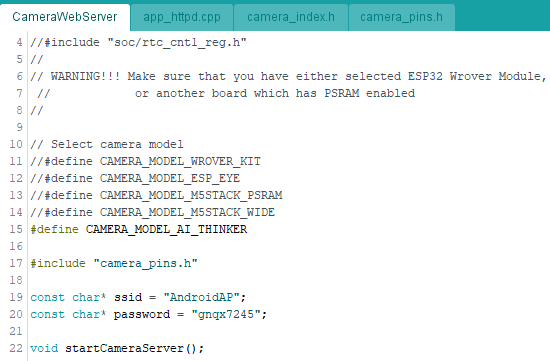 CameraWebServer app_httpd.cpp camera_index.h camera_pins.h
4 //#include "soc/rtc_cntl_reg.h"
5 //
6 // WARNING!!! Make sure that you have either selected ESP32 Wrover Module,
7 //            or another board which has PSRAM enabled
8 //
9
10 // Select camera model
11 //#define CAMERA_MODEL_WROVER_KIT
12 //#define CAMERA_MODEL_ESP_EYE
13 //#define CAMERA_MODEL_M5STACK_PSRAM
14 //#define CAMERA_MODEL_M5STACK_WIDE
15 #define CAMERA_MODEL_AI_THINKER
16
17 #include "camera_pins.h"
18
19 const char* ssid = "AndroidAP";
20 const char* password = "gnqx7245";
21
22 void startCameraServer();